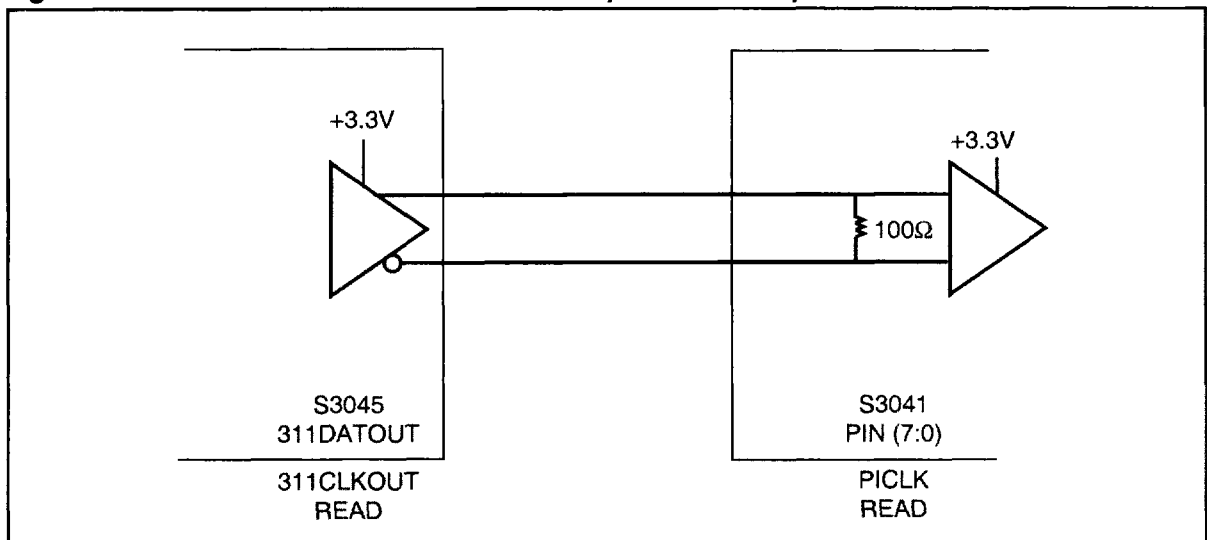 +3.3V
+3.3V
100Ω
S3045
311DATOUT
311CLKOUT
READ
S3041
PIN (7:0)
PICLK
READ